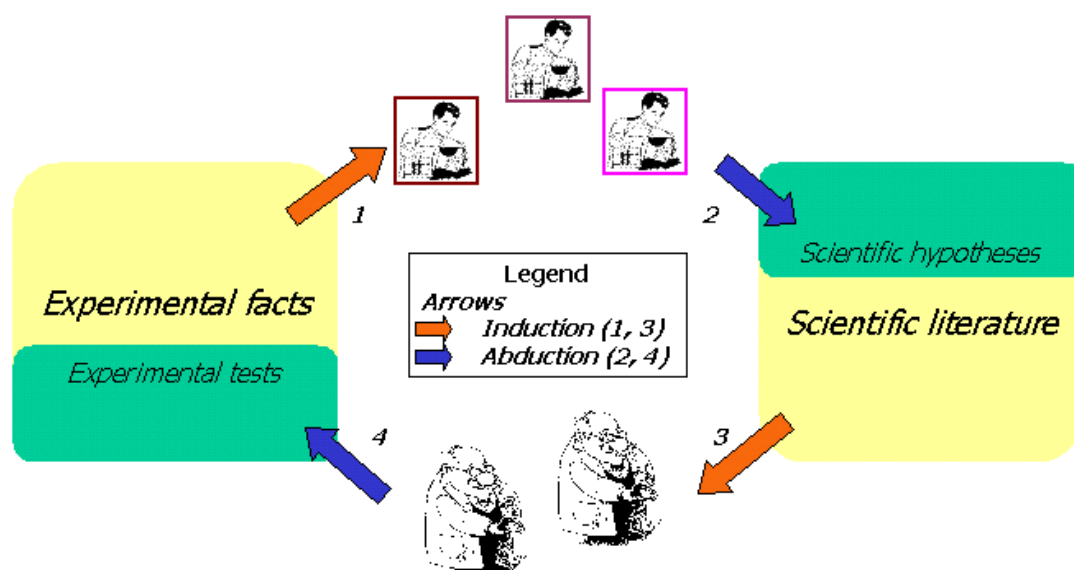 1
2
Scientific hypotheses
Experimental facts
Legend
Arrows
Induction (1, 3)
Abduction (2, 4)
Scientific literature
Experimental tests
4
3